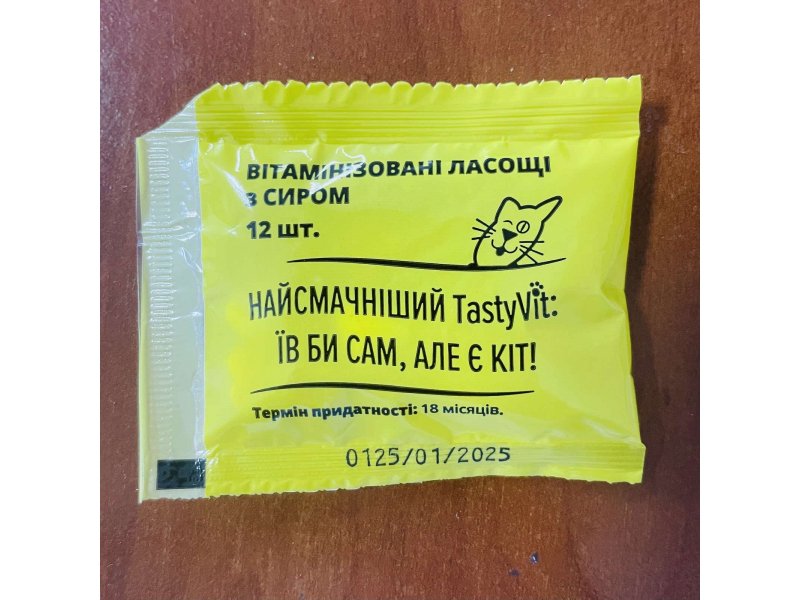 ВІТАМІНІЗОВАНІ ЛАСОЩІ
з СИРОМ
12 шт.
НАЙСМАЧНІШИЙ TastyVit:
ЇВ БИ САМ, АЛЕ Є КІТ!
Термін придатності: 18 місяців.
0125/01/2025